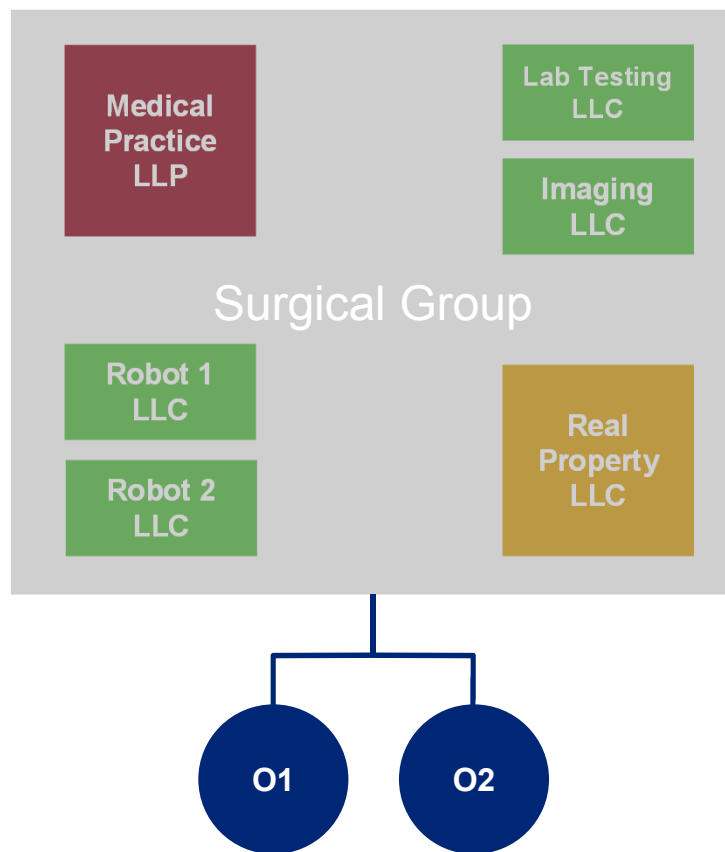 Medical
Practice
LLP
Lab Testing
LLC
Imaging
LLC
Surgical Group
Robot 1
LLC
Robot 2
LLC
Real
Property
LLC
O1
O2